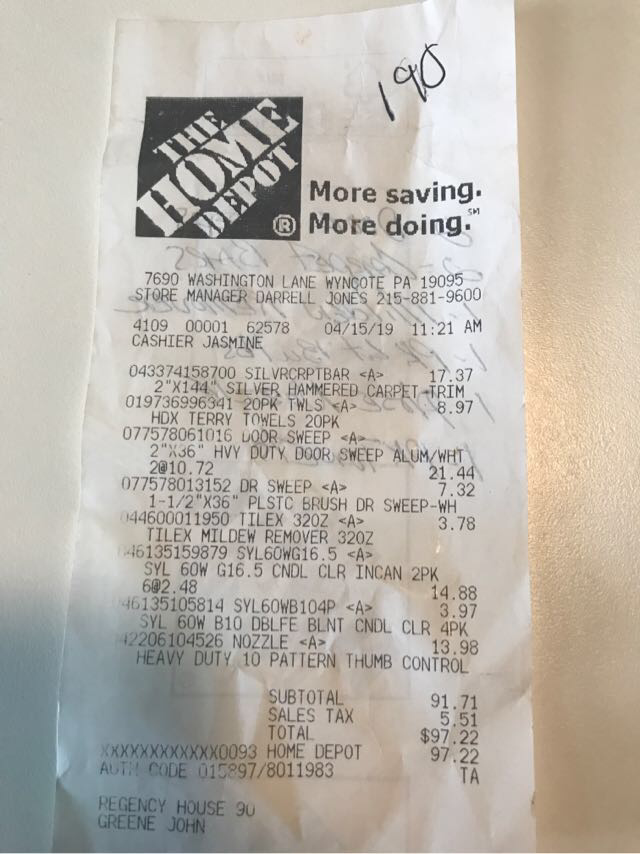 190
THE
HOME
DEPOT
®
More saving.
More doing.℠
7690 WASHINGTON LANE WYNCOTE PA 19095
STORE MANAGER DARRELL JONES 215-881-9600
4109 00001 62578 04/15/19 11:21 AM
CASHIER JASMINE
043374158700 SILVRCRPTBAR <A> 17.37
2"X144" SILVER HAMMERED CARPET-TRIM
019736996341 20PK TWLS <A> 8.97
HDX TERRY TOWELS 20PK
077578061016 DOOR SWEEP <A>
2"X36" HVY DUTY DOOR SWEEP ALUM/WHT
2@10.72 21.44
077578013152 DR SWEEP <A> 7.32
1-1/2"X36" PLSTC BRUSH DR SWEEP-WH
044600011950 TILEX 32OZ <A> 3.78
TILEX MILDEW REMOVER 32OZ
046135159879 SYL60WG16.5 <A>
SYL 60W G16.5 CNDL CLR INCAN 2PK
6@2.48 14.88
46135105814 SYL60WB104P <A> 3.97
SYL 60W B10 DBLFE BLNT CNDL CLR 4PK
42206104526 NOZZLE <A> 13.98
HEAVY DUTY 10 PATTERN THUMB CONTROL
SUBTOTAL 91.71
SALES TAX 5.51
TOTAL $97.22
XXXXXXXXXXXX0093 HOME DEPOT 97.22
AUTH CODE 015897/8011983 TA
REGENCY HOUSE 90
GREENE JOHN